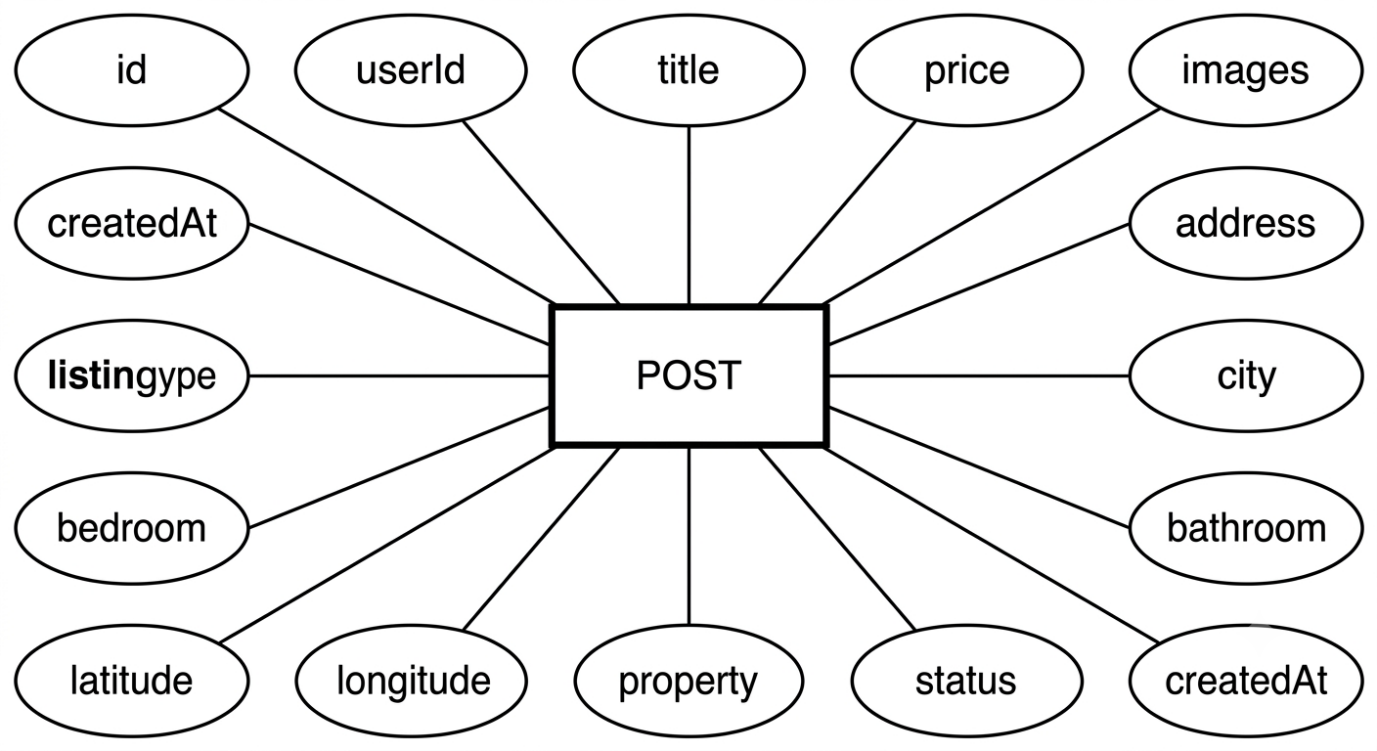 id
userId
title
price
images
createdAt
address
listingype
POST
city
bedroom
bathroom
latitude
longitude
property
status
createdAt